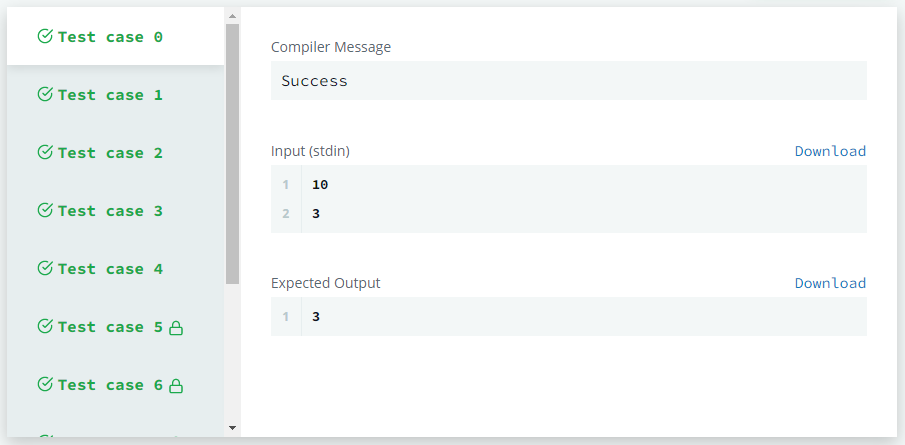 Test case 0
Test case 1
Test case 2
Test case 3
Test case 4
Test case 5
Test case 6
Compiler Message
Success
Input (stdin)
Download
1 10
2 3
Expected Output
Download
1 3